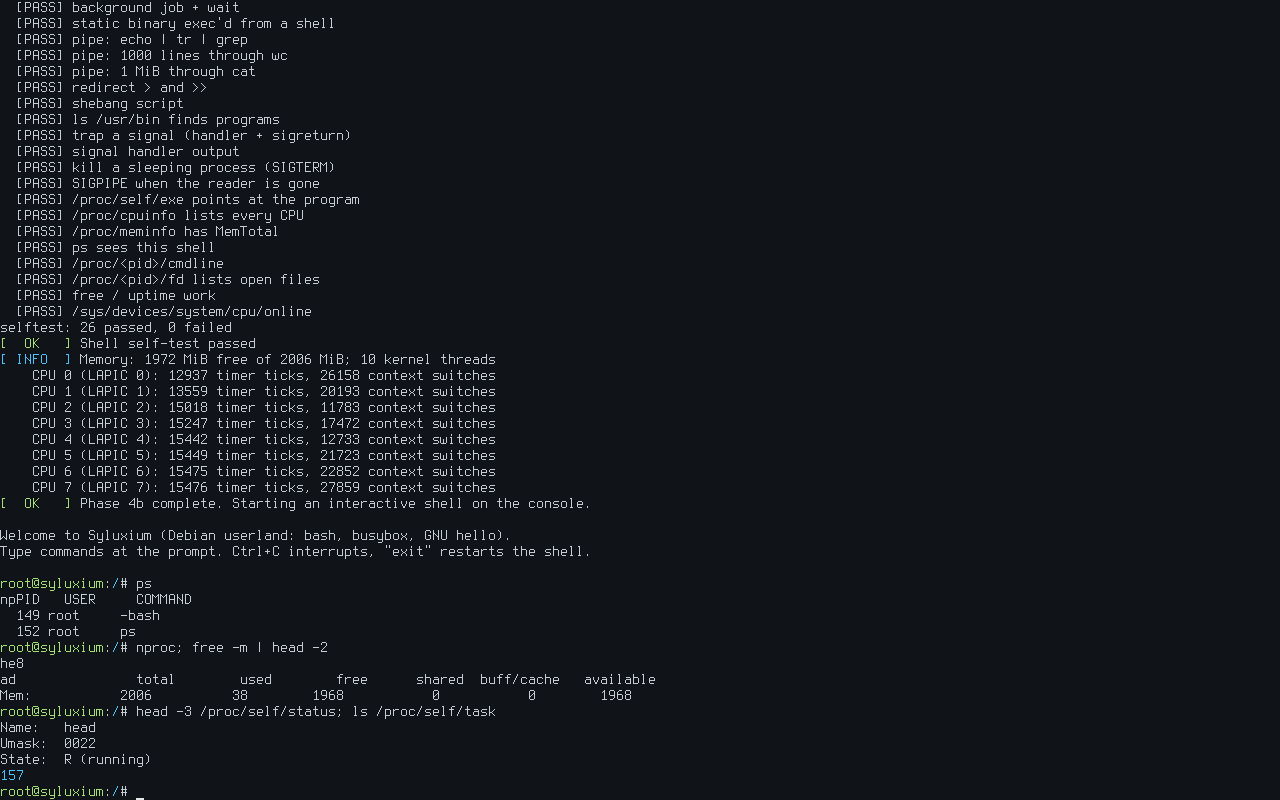 [PASS] background job + wait
  [PASS] static binary exec'd from a shell
  [PASS] pipe: echo | tr | grep
  [PASS] pipe: 1000 lines through wc
  [PASS] pipe: 1 MiB through cat
  [PASS] redirect > and >>
  [PASS] shebang script
  [PASS] ls /usr/bin finds programs
  [PASS] trap a signal (handler + sigreturn)
  [PASS] signal handler output
  [PASS] kill a sleeping process (SIGTERM)
  [PASS] SIGPIPE when the reader is gone
  [PASS] /proc/self/exe points at the program
  [PASS] /proc/cpuinfo lists every CPU
  [PASS] /proc/meminfo has MemTotal
  [PASS] ps sees this shell
  [PASS] /proc/<pid>/cmdline
  [PASS] /proc/<pid>/fd lists open files
  [PASS] free / uptime work
  [PASS] /sys/devices/system/cpu/online
selftest: 26 passed, 0 failed
[  OK   ] Shell self-test passed
[ INFO  ] Memory: 1972 MiB free of 2006 MiB; 10 kernel threads
    CPU 0 (LAPIC 0): 12937 timer ticks, 26158 context switches
    CPU 1 (LAPIC 1): 13559 timer ticks, 20193 context switches
    CPU 2 (LAPIC 2): 15018 timer ticks, 11783 context switches
    CPU 3 (LAPIC 3): 15247 timer ticks, 17472 context switches
    CPU 4 (LAPIC 4): 15442 timer ticks, 12733 context switches
    CPU 5 (LAPIC 5): 15449 timer ticks, 21723 context switches
    CPU 6 (LAPIC 6): 15475 timer ticks, 22852 context switches
    CPU 7 (LAPIC 7): 15476 timer ticks, 27859 context switches
[  OK   ] Phase 4b complete. Starting an interactive shell on the console.

Welcome to Syluxium (Debian userland: bash, busybox, GNU hello).
Type commands at the prompt. Ctrl+C interrupts, "exit" restarts the shell.

root@syluxium:/# ps
npPID   USER     COMMAND
  149 root     -bash
  152 root     ps
root@syluxium:/# nproc; free -m | head -2
he8
ad               total        used        free      shared  buff/cache   available
Mem:           2006          38        1968           0           0        1968
root@syluxium:/# head -3 /proc/self/status; ls /proc/self/task
Name:   head
Umask:  0022
State:  R (running)
157
root@syluxium:/#